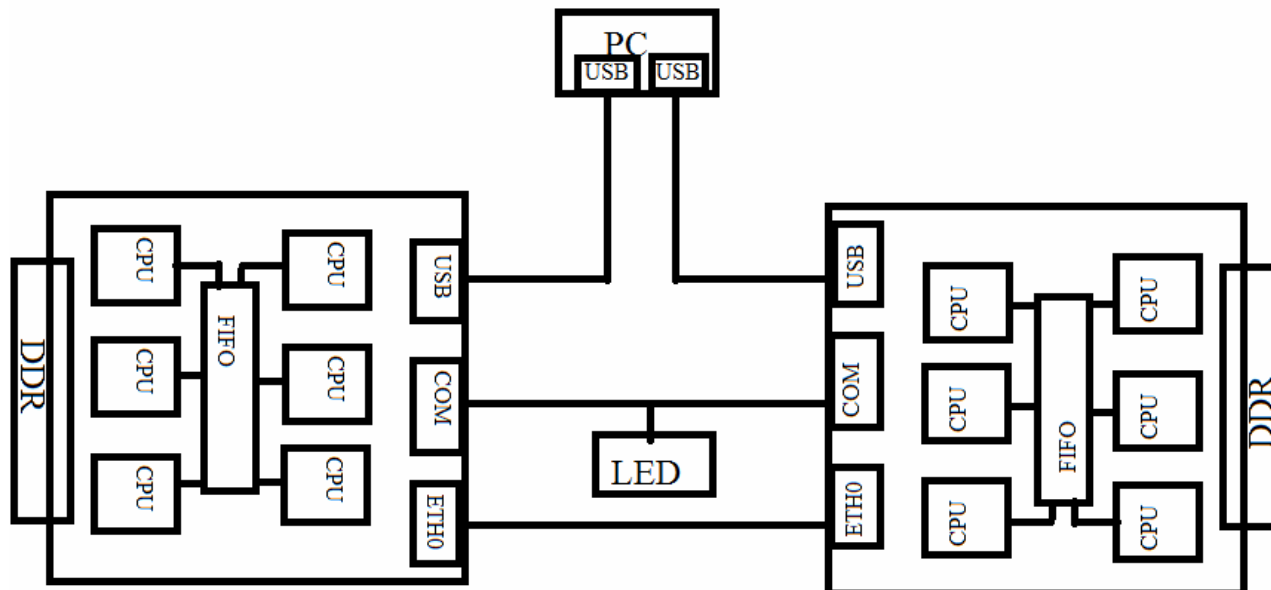 PC
USB
USB
CPU
CPU
CPU
CPU
CPU
CPU
FIFO
DDR
USB
COM
ETH0
LED
USB
COM
ETH0
CPU
CPU
CPU
CPU
CPU
CPU
FIFO
DDR